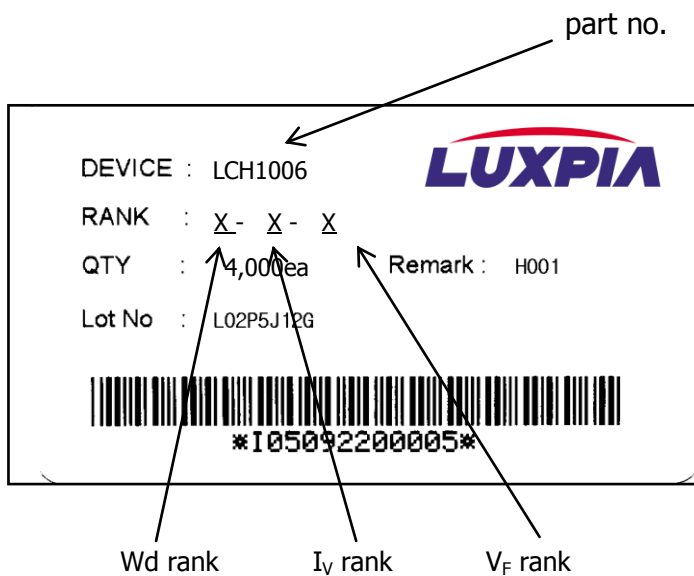 part no.
LUXPIA
DEVICE : LCH1006
RANK : X - X - X
QTY : 4,000ea Remark : H001
Lot No : L02P5J12G
*I05092200005*
Wd rank IV rank VF rank